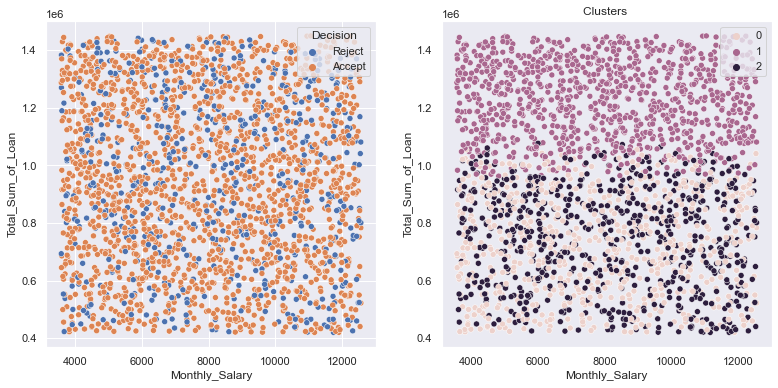 1e6
Decision
Reject
Accept
1.4
1.2
1.0
0.8
0.6
0.4
Total_Sum_of_Loan
4000 6000 8000 10000 12000
Monthly_Salary
Clusters
1e6
0
1
2
1.4
1.2
1.0
0.8
0.6
0.4
Total_Sum_of_Loan
4000 6000 8000 10000 12000
Monthly_Salary